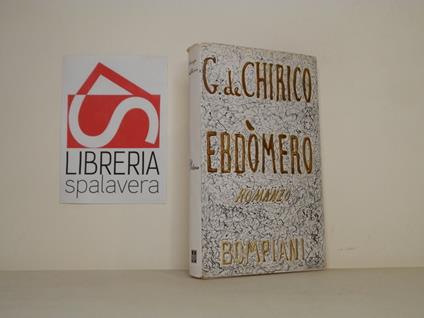 LIBRERIA
spalavera
G. de CHIRICO
EBDÒMERO
ROMANZO
BOMPIANI